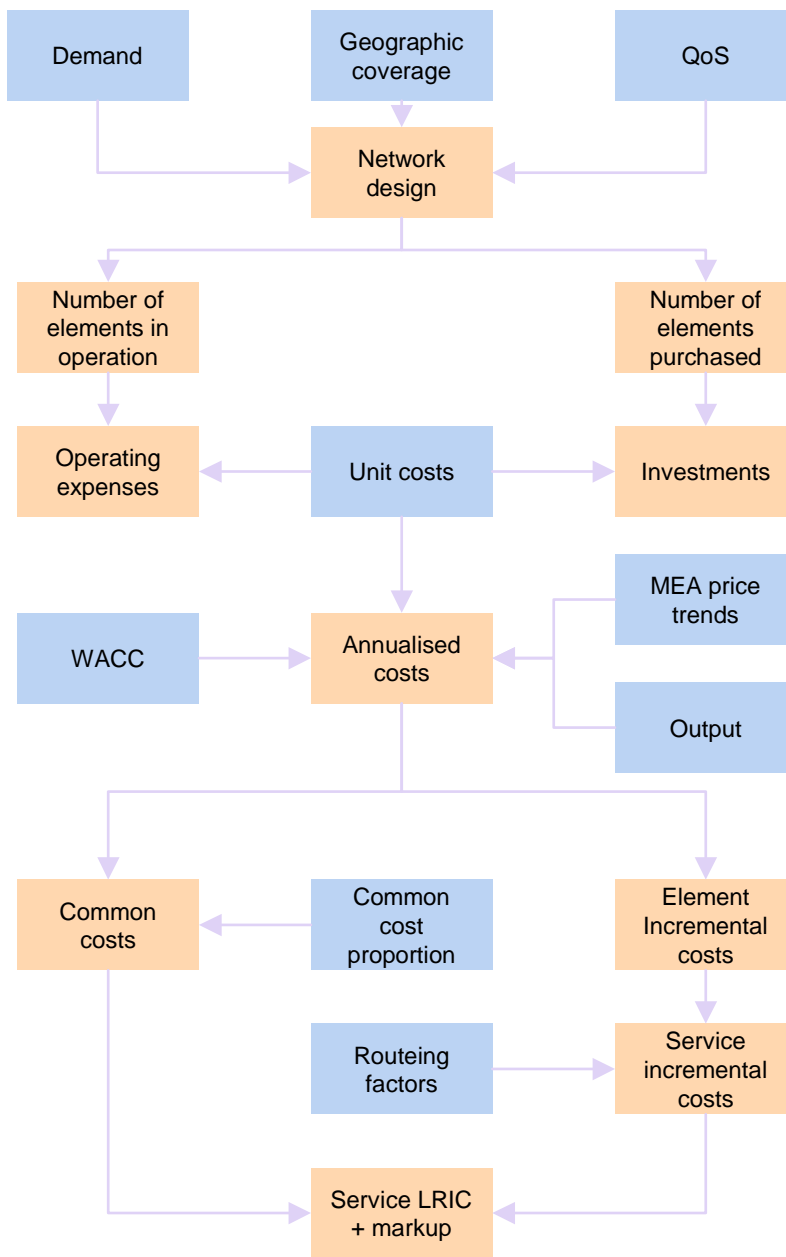 Demand
Geographic
coverage
QoS
Network
design
Number of
elements in
operation
Number of
elements
purchased
Operating
expenses
Unit costs
Investments
MEA price
trends
WACC
Annualised
costs
Output
Common
costs
Common
cost
proportion
Element
Incremental
costs
Routeing
factors
Service
incremental
costs
Service LRIC
+ markup